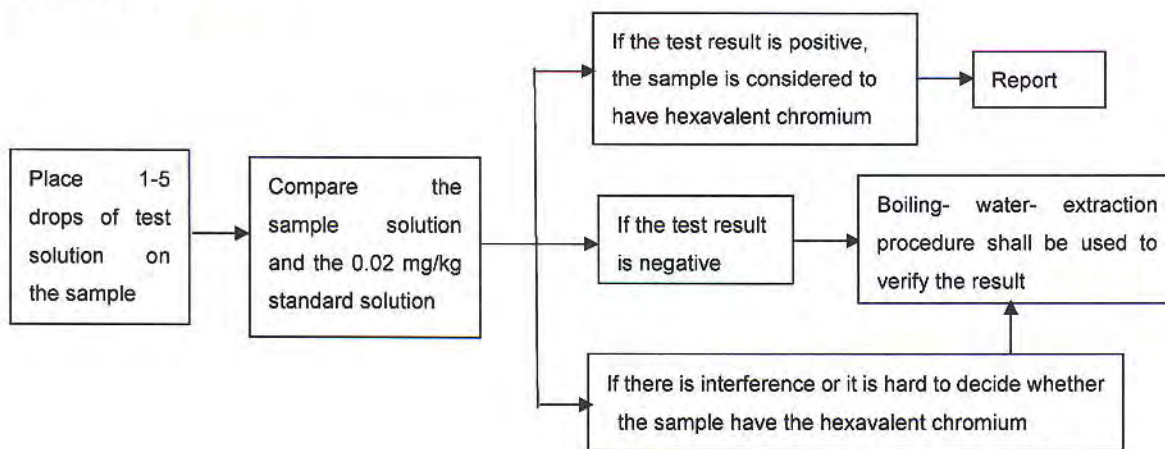 Place 1-5
drops of test
solution on
the sample
Compare the
sample solution
and the 0.02 mg/kg
standard solution
If the test result is positive,
the sample is considered to
have hexavalent chromium
Report
If the test result
is negative
Boiling- water- extraction
procedure shall be used to
verify the result
If there is interference or it is hard to decide whether
the sample have the hexavalent chromium